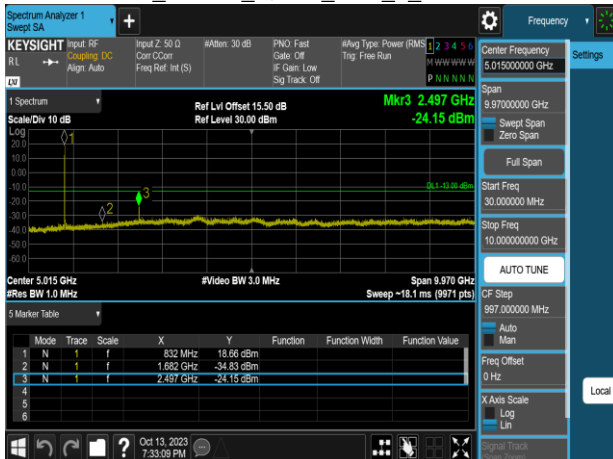 Spectrum Analyzer 1
Swept SA
Frequency
KEYSIGHT
RL
LXI
Input: RF
Coupling: DC
Align: Auto
Input Z: 50 Ω
Corr CCorr
Freq Ref: Int (S)
#Atten: 30 dB
PNO: Fast
Gate: Off
IF Gain: Low
Sig Track: Off
#Avg Type: Power (RMS
Trig: Free Run
1 2 3 4 5 6
M W W W W W
P N N N N N
1 Spectrum
Scale/Div 10 dB
Ref Lvl Offset 15.50 dB
Ref Level 30.00 dBm
Mkr3 2.497 GHz
-24.15 dBm
Log
20.0
10.0
0.00
-10.0
-20.0
-30.0
-40.0
-50.0
-60.0
1
2
3
DL1 -13.00 dBm
Center 5.015 GHz
#Res BW 1.0 MHz
#Video BW 3.0 MHz
Span 9.970 GHz
Sweep ~18.1 ms (9971 pts)
5 Marker Table
Mode Trace Scale X Y Function Function Width Function Value
1 N 1 f 832 MHz 18.66 dBm
2 N 1 f 1.682 GHz -34.83 dBm
3 N 1 f 2.497 GHz -24.15 dBm
4
5
6
Center Frequency
5.015000000 GHz
Settings
Span
9.97000000 GHz
Swept Span
Zero Span
Full Span
Start Freq
30.000000 MHz
Stop Freq
10.000000000 GHz
AUTO TUNE
CF Step
997.000000 MHz
Auto
Man
Freq Offset
0 Hz
X Axis Scale
Log
Lin
Local
Signal Track
(Span Zoom)
?
Oct 13, 2023
7:33:09 PM